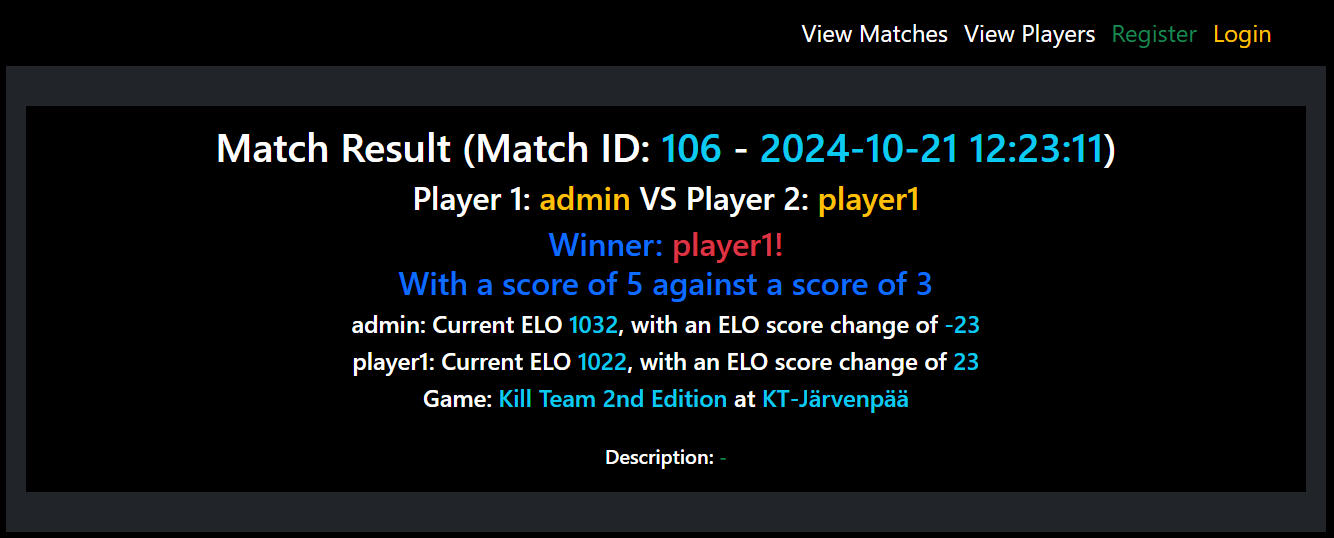 View Matches View Players Register Login
Match Result (Match ID: 106 - 2024-10-21 12:23:11)
Player 1: admin VS Player 2: player1
Winner: player1!
With a score of 5 against a score of 3
admin: Current ELO 1032, with an ELO score change of -23
player1: Current ELO 1022, with an ELO score change of 23
Game: Kill Team 2nd Edition at KT-Järvenpää
Description: -